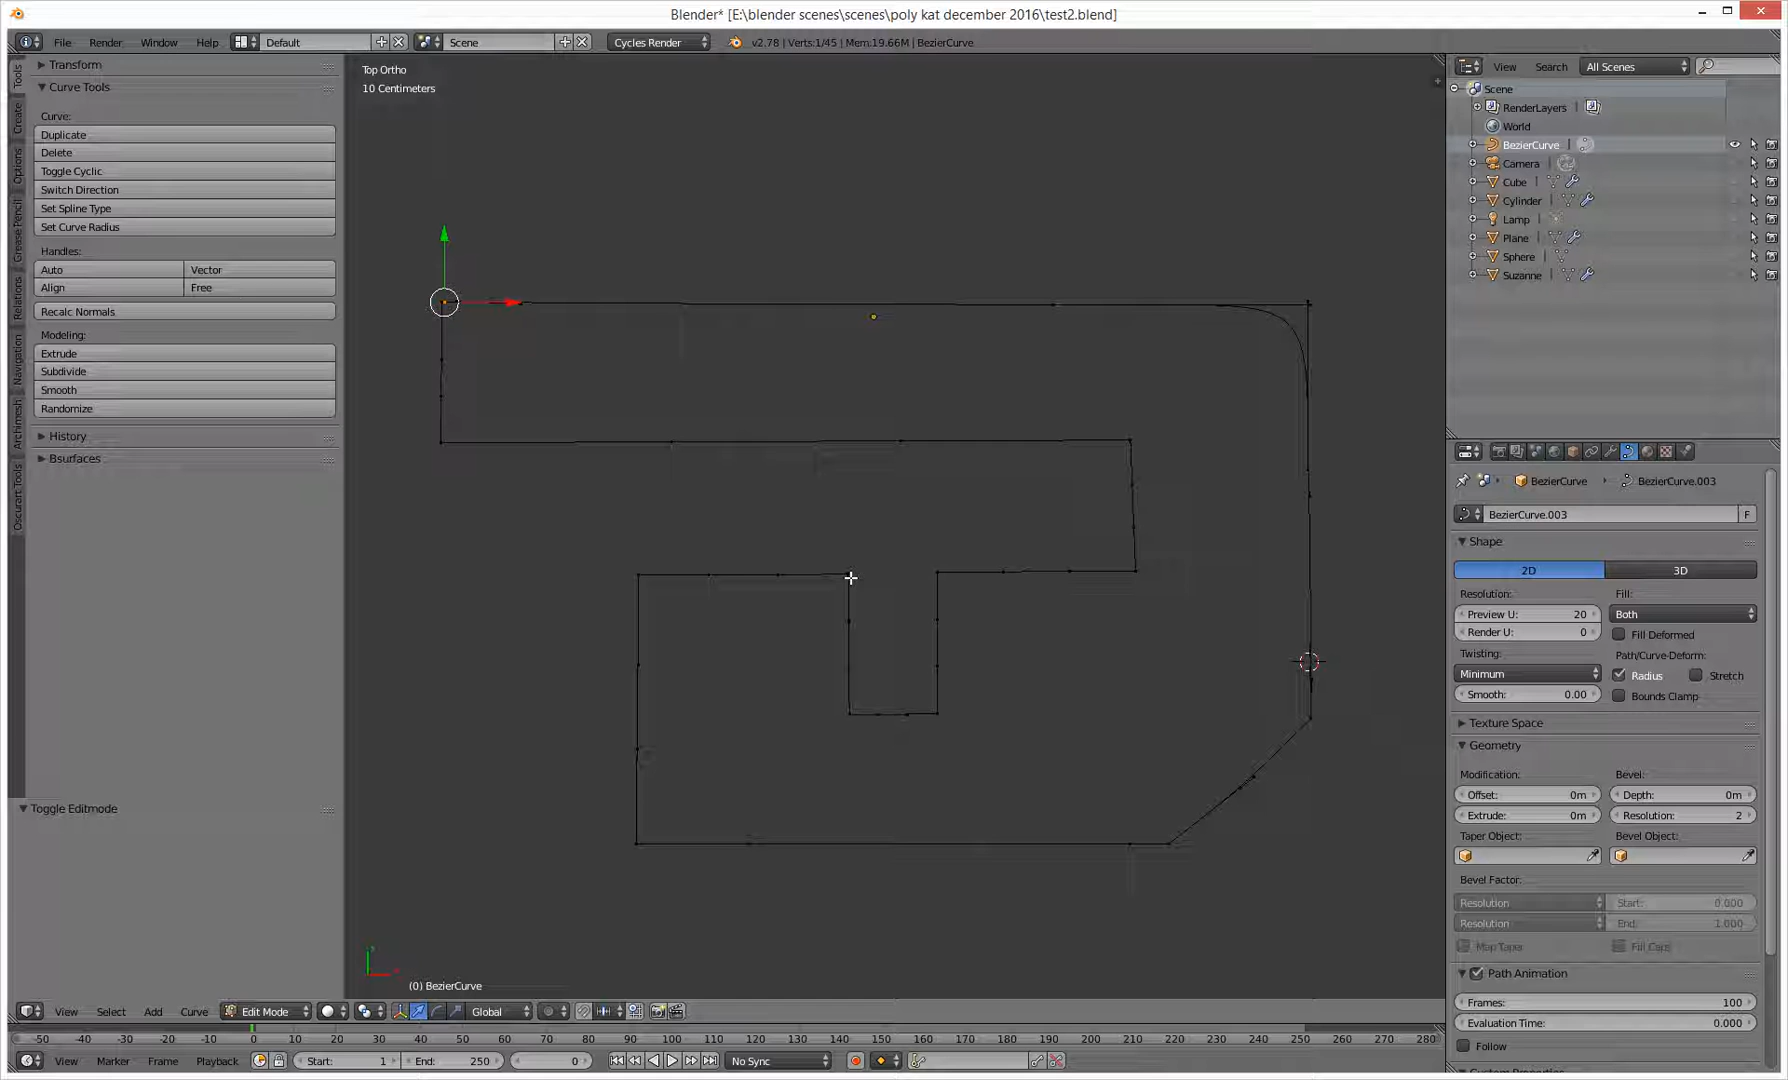 Blender* [E:\blender scenes\scenes\poly kat december 2016\test2.blend]
File Render Window Help Default Scene Cycles Render v2.78 | Verts:1/45 | Mem:19.66M | BezierCurve
Tools
Create
Options
Grease Pencil
Relations
Navigation
Archimesh
Oscurart Tools
Transform
Curve Tools
Curve:
Duplicate
Delete
Toggle Cyclic
Switch Direction
Set Spline Type
Set Curve Radius
Handles:
Auto Vector
Align Free
Recalc Normals
Modeling:
Extrude
Subdivide
Smooth
Randomize
History
Bsurfaces
Toggle Editmode
Top Ortho
10 Centimeters
(0) BezierCurve
View Select Add Curve Edit Mode Global
-50 -40 -30 -20 -10 0 10 20 30 40 50 60 70 80 90 100 110 120 130 140 150 160 170 180 190 200 210 220 230 240 250 260 270 280
View Marker Frame Playback Start: 1 End: 250 0 No Sync
View Search All Scenes
Scene
RenderLayers
World
BezierCurve
Camera
Cube
Cylinder
Lamp
Plane
Sphere
Suzanne
BezierCurve BezierCurve.003
BezierCurve.003 F
Shape
2D 3D
Resolution: Fill:
Preview U: 20 Both
Render U: 0 Fill Deformed
Twisting: Path/Curve-Deform:
Minimum Radius Stretch
Smooth: 0.00 Bounds Clamp
Texture Space
Geometry
Modification: Bevel:
Offset: 0m Depth: 0m
Extrude: 0m Resolution: 2
Taper Object: Bevel Object:
Bevel Factor:
Resolution Start: 0.000
Resolution End: 1.000
Map Taper Fill Caps
Path Animation
Frames: 100
Evaluation Time: 0.000
Follow